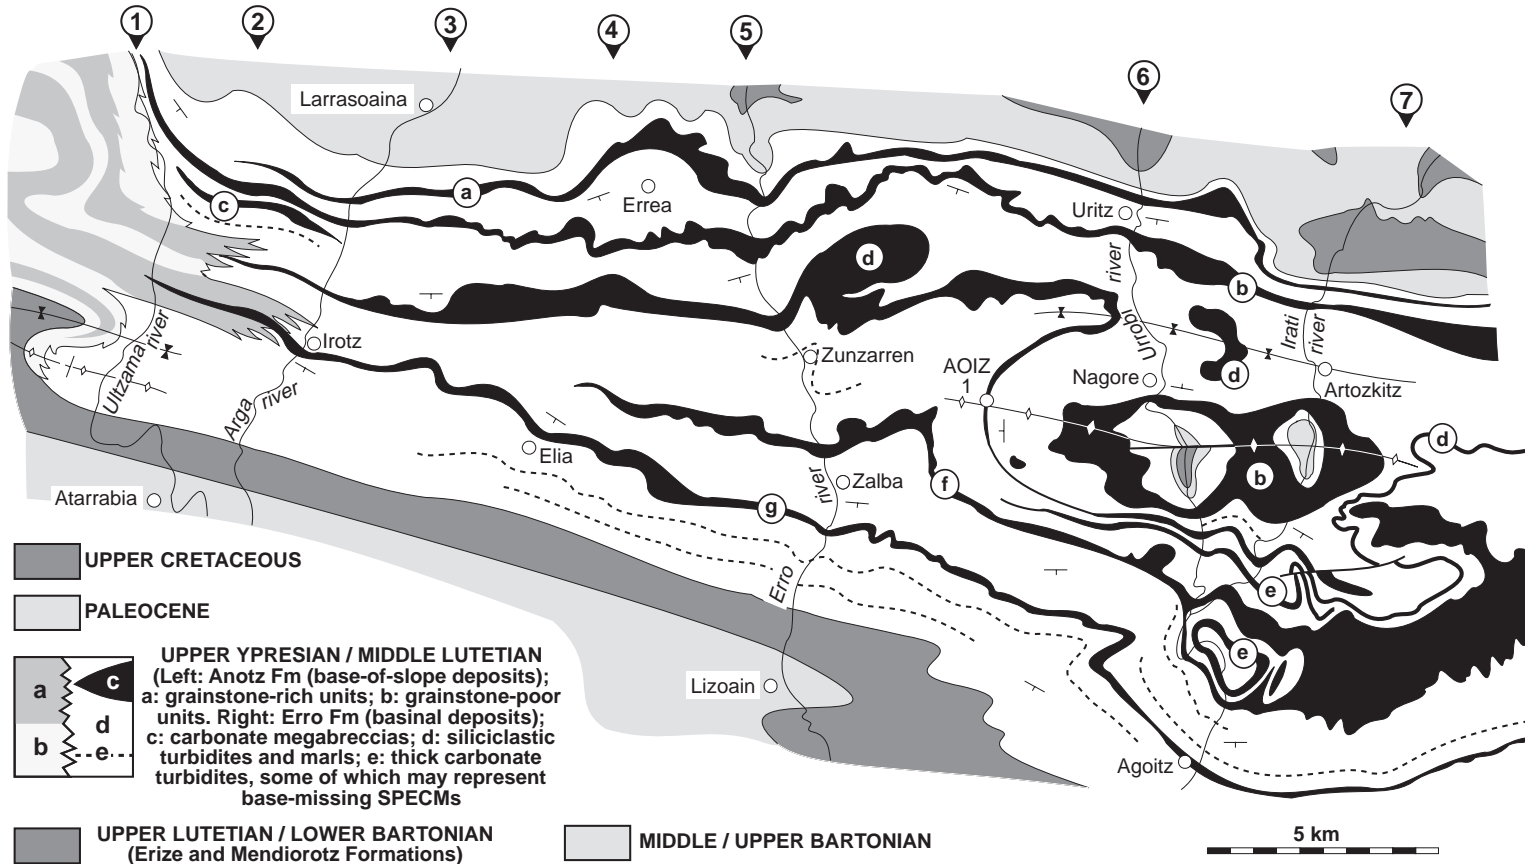 1
2
3
4
5
6
7
Larrasoaina
a
c
Errea
Uritz
d
b
river
Urrobi
Irati
river
Ultzama
river
Irotz
Zunzarren
AOIZ
1
Nagore
d
Artozkitz
Arga
river
d
Elia
b
river
Zalba
f
Atarrabia
g
Erro
e
e
Lizoain
Agoitz
UPPER CRETACEOUS
PALEOCENE
a
b
c
d
e
UPPER YPRESIAN / MIDDLE LUTETIAN
(Left: Anotz Fm (base-of-slope deposits);
a: grainstone-rich units; b: grainstone-poor
units. Right: Erro Fm (basinal deposits);
c: carbonate megabreccias; d: siliciclastic
turbidites and marls; e: thick carbonate
turbidites, some of which may represent
base-missing SPECMs
UPPER LUTETIAN / LOWER BARTONIAN
(Erize and Mendiorotz Formations)
MIDDLE / UPPER BARTONIAN
5 km